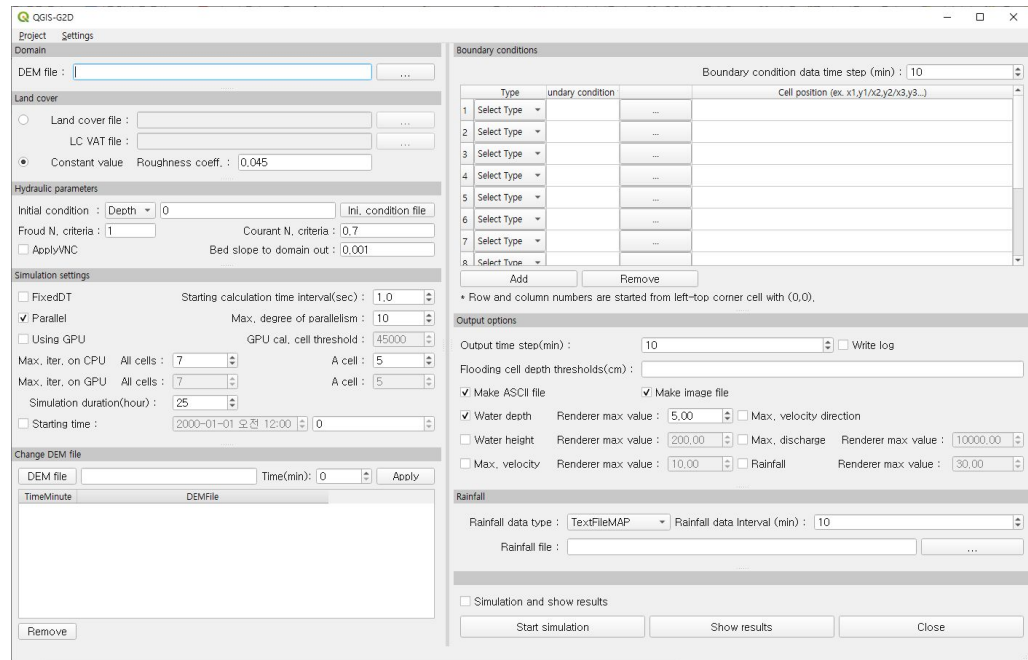 QGIS-G2D
Project Settings
Domain
DEM file :
...
Land cover
Land cover file :
...
LC VAT file :
...
Constant value Roughness coeff. : 0.045
Hydraulic parameters
Initial condition : Depth 0 Ini. condition file
Froud N. criteria : 1 Courant N. criteria : 0.7
ApplyVNC Bed slope to domain out : 0.001
Simulation settings
FixedDT Starting calculation time interval(sec) : 1.0
Parallel Max. degree of parallelism : 10
Using GPU GPU cal. cell threshold : 45000
Max. iter. on CPU All cells : 7 A cell : 5
Max. iter. on GPU All cells : 7 A cell : 5
Simulation duration(hour) : 25
Starting time : 2000-01-01 오전 12:00 0
Change DEM file
DEM file Time(min): 0 Apply
TimeMinute DEMFile
Remove
Boundary conditions
Boundary condition data time step (min) : 10
Type undary condition Cell position (ex. x1,y1/x2,y2/x3,y3...)
1 Select Type ...
2 Select Type ...
3 Select Type ...
4 Select Type ...
5 Select Type ...
6 Select Type ...
7 Select Type ...
8 Select Type
Add Remove
* Row and column numbers are started from left-top corner cell with (0,0).
Output options
Output time step(min) : 10 Write log
Flooding cell depth thresholds(cm) :
Make ASCII file Make image file
Water depth Renderer max value : 5.00 Max. velocity direction
Water height Renderer max value : 200.00 Max. discharge Renderer max value : 10000.00
Max. velocity Renderer max value : 10.00 Rainfall Renderer max value : 30.00
Rainfall
Rainfall data type : TextFileMAP Rainfall data Interval (min) : 10
Rainfall file : ...
Simulation and show results
Start simulation Show results Close